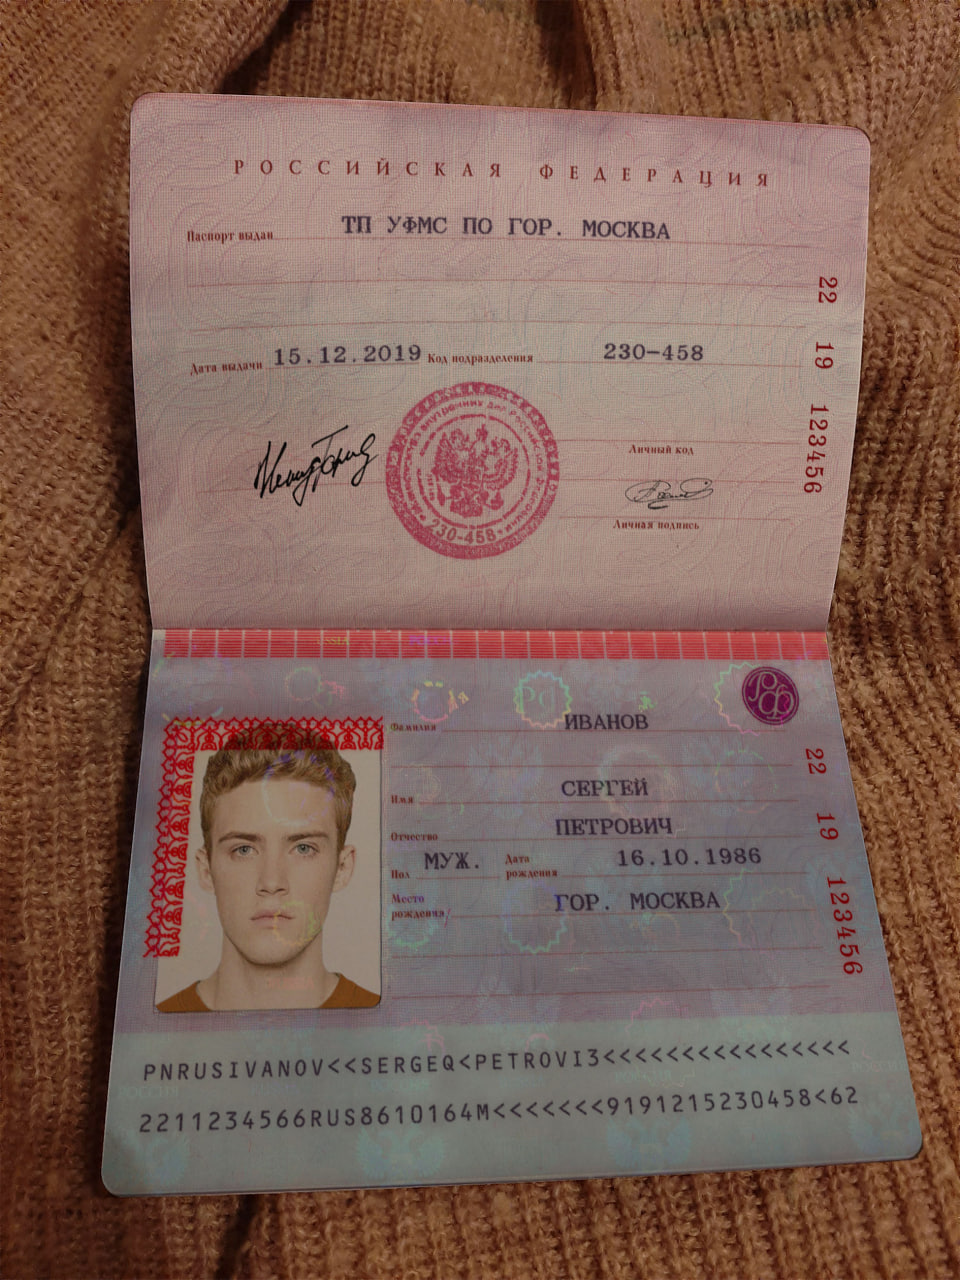 РОССИЙСКАЯ ФЕДЕРАЦИЯ
Паспорт выдан ТП УФМС ПО ГОР. МОСКВА
Дата выдачи 15.12.2019 Код подразделения 230-458
Личный код
Личная подпись
230-458
22 19 123456
Фамилия ИВАНОВ
Имя СЕРГЕЙ
Отчество ПЕТРОВИЧ
Пол МУЖ. Дата рождения 16.10.1986
Место рождения ГОР. МОСКВА
22 19 123456
PNRUSIVANOV<<SERGEQ<PETROVI3<<<<<<<<<<<<<<<<
2211234566RUS8610164M<<<<<<<9191215230458<62